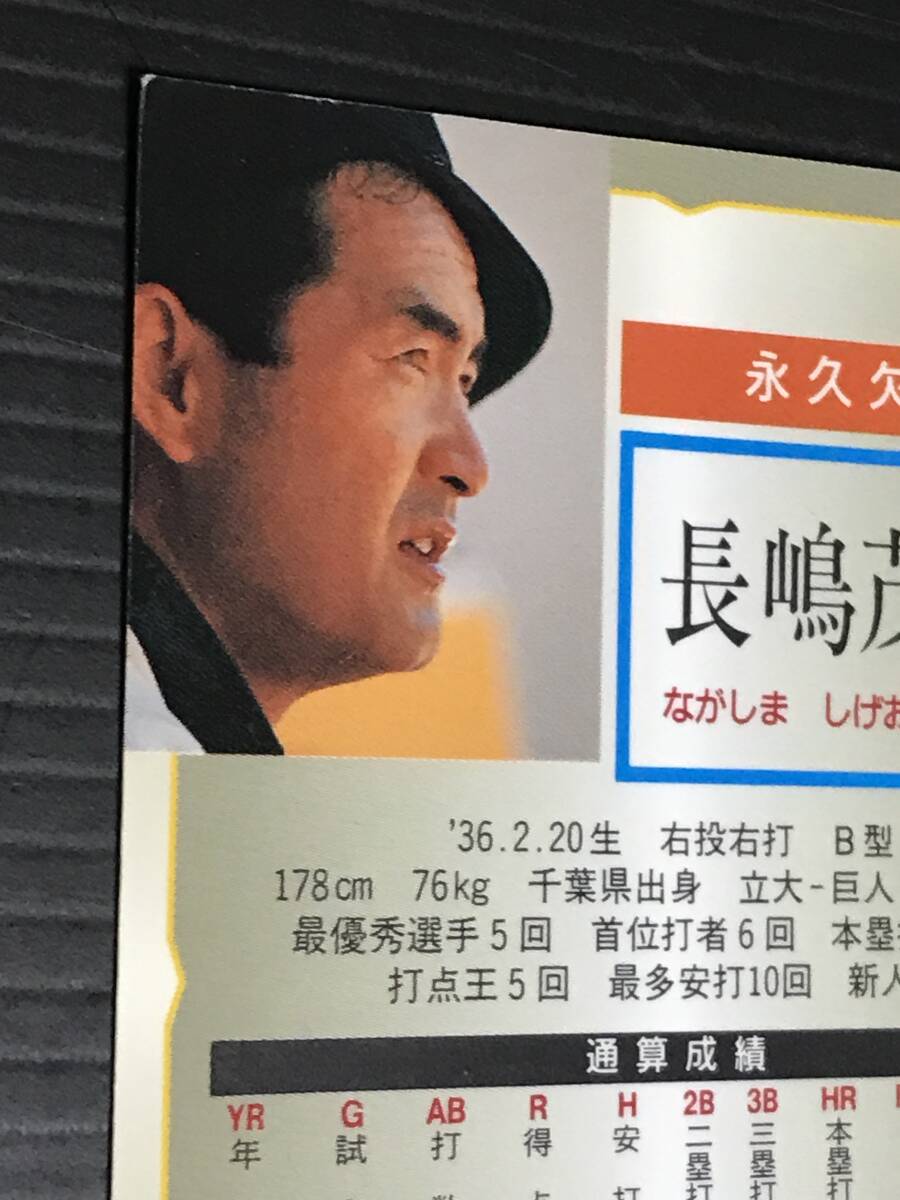 永久欠
長嶋茂
ながしま しげお
'36.2.20生 右投右打 B型
178cm 76kg 千葉県出身 立大-巨人
最優秀選手5回 首位打者6回 本塁
打点王5回 最多安打10回 新人
通算成績
YR G AB R H 2B 3B HR
年 試 打 得 安 二塁打 三塁打 本塁打